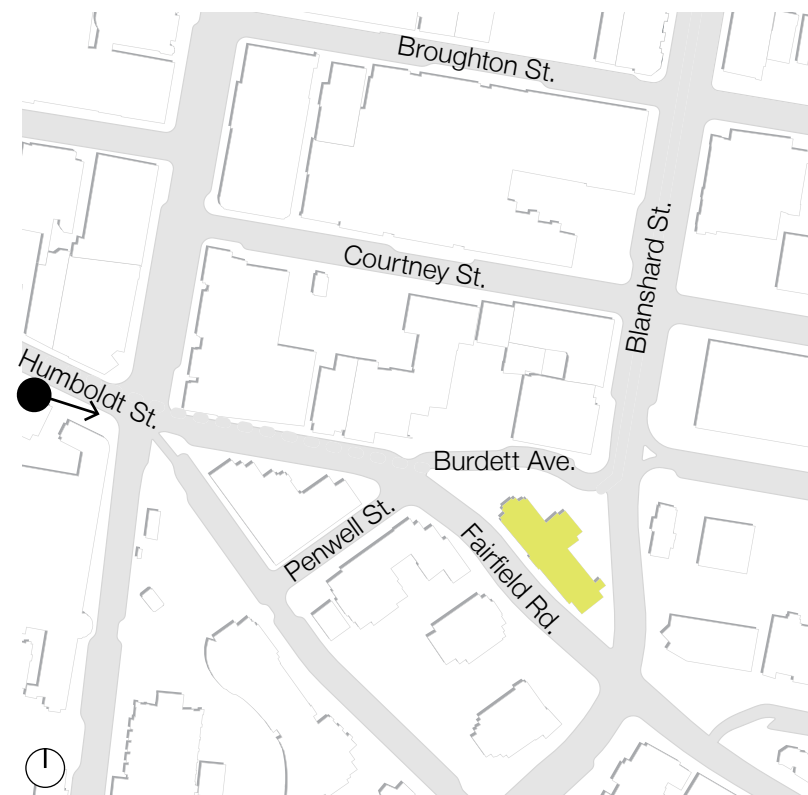 Broughton St.
Blanshard St.
Courtney St.
Humboldt St.
Burdett Ave.
Penwell St.
Fairfield Rd.